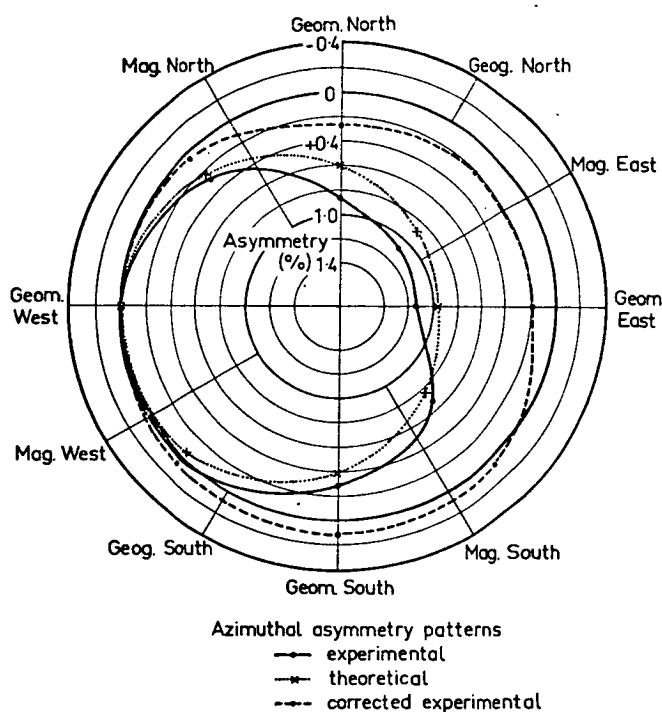 Geom. North
-0·4
Mag. North
Geog. North
0
+0·4
Mag. East
1·0
Asymmetry
(%)
1·4
Geom.
West
Geom
East
Mag. West
Geog. South
Mag. South
Geom. South
Azimuthal asymmetry patterns
experimental
theoretical
corrected experimental